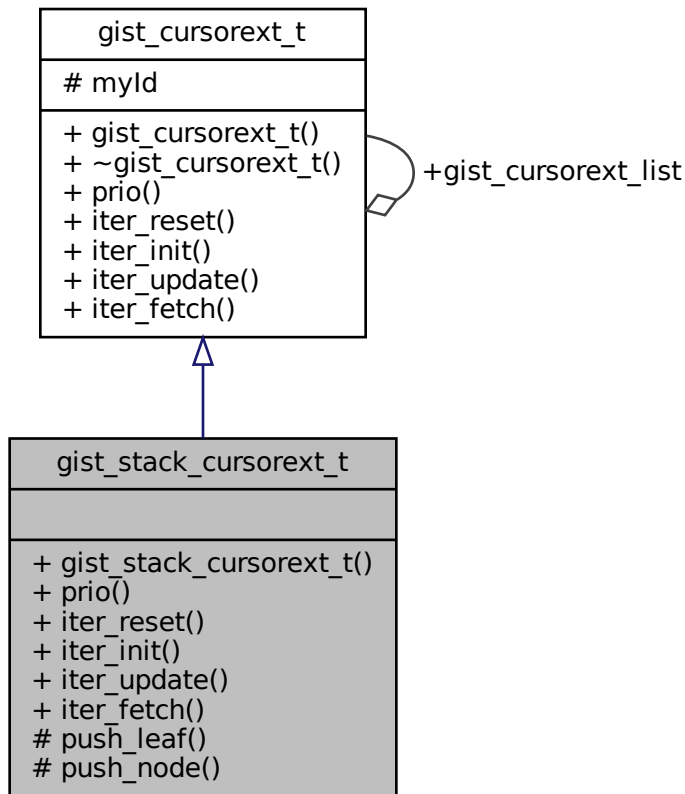 gist_cursorext_t
# myId
+ gist_cursorext_t()
+ ~gist_cursorext_t()
+ prio()
+ iter_reset()
+ iter_init()
+ iter_update()
+ iter_fetch()
+gist_cursorext_list
gist_stack_cursorext_t
+ gist_stack_cursorext_t()
+ prio()
+ iter_reset()
+ iter_init()
+ iter_update()
+ iter_fetch()
# push_leaf()
# push_node()